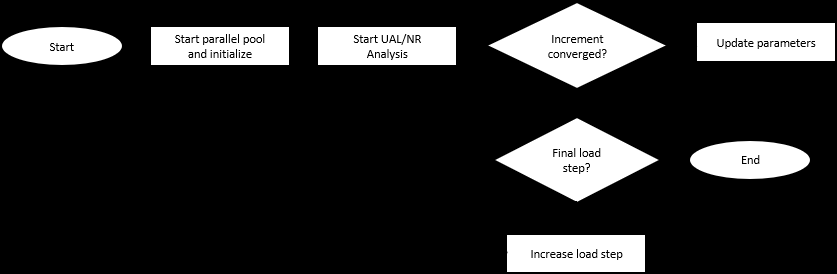 Start
Start parallel pool
and initialize
Start UAL/NR
Analysis
Increment
converged?
Update parameters
Final load
step?
End
Increase load step